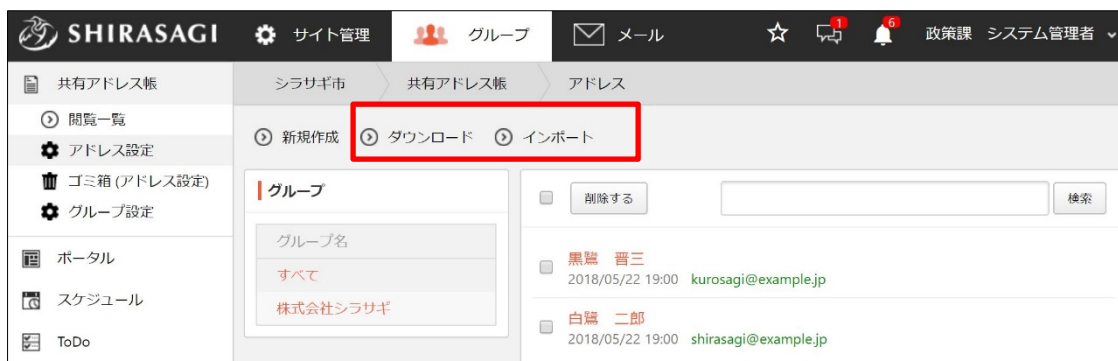 SHIRASAGI サイト管理 グループ メール 1 6 政策課 システム管理者
共有アドレス帳
閲覧一覧
アドレス設定
ゴミ箱 (アドレス設定)
グループ設定
ポータル
スケジュール
ToDo
シラサギ市 共有アドレス帳 アドレス
新規作成 ダウンロード インポート
グループ
グループ名
すべて
株式会社シラサギ
削除する 検索
黒鷺 晋三
2018/05/22 19:00 kurosagi@example.jp
白鷺 二郎
2018/05/22 19:00 shirasagi@example.jp